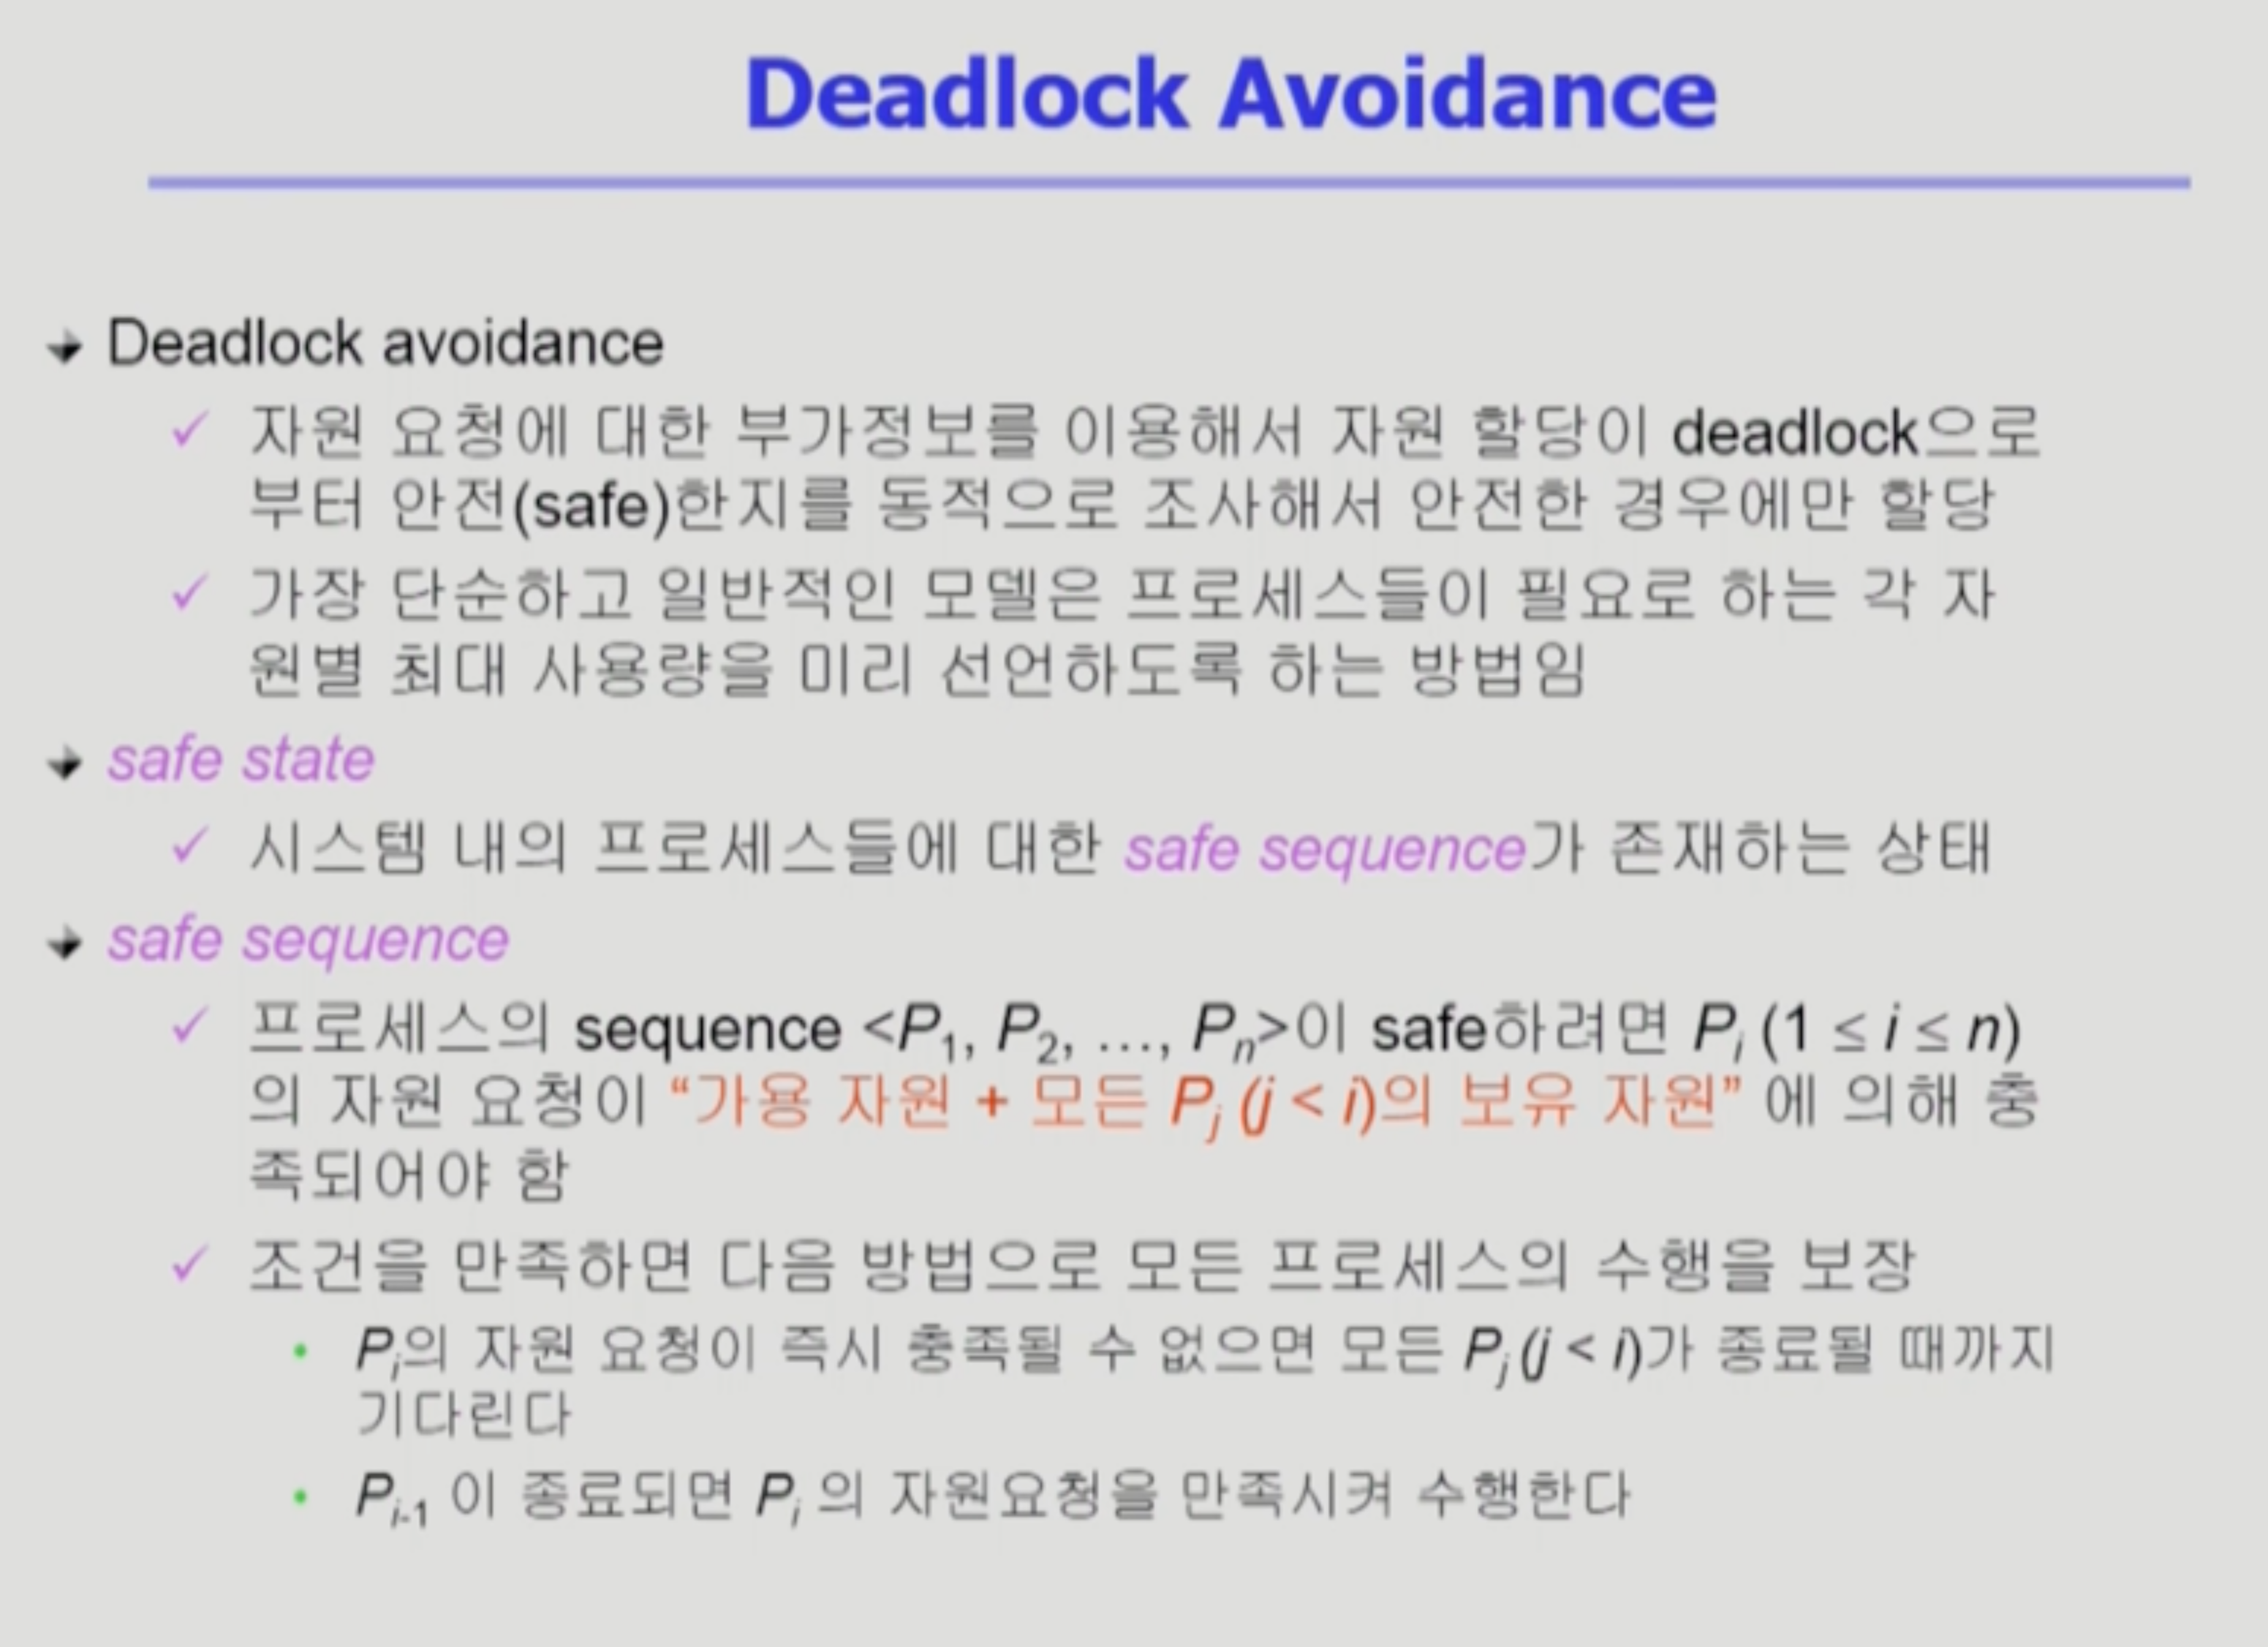 Deadlock Avoidance
Deadlock avoidance
자원 요청에 대한 부가정보를 이용해서 자원 할당이 deadlock으로
부터 안전(safe)한지를 동적으로 조사해서 안전한 경우에만 할당
가장 단순하고 일반적인 모델은 프로세스들이 필요로 하는 각 자
원별 최대 사용량을 미리 선언하도록 하는 방법임
safe state
시스템 내의 프로세스들에 대한 safe sequence가 존재하는 상태
safe sequence
프로세스의 sequence <P₁, P₂, …, Pₙ>이 safe하려면 Pᵢ (1 ≤ i ≤ n)
의 자원 요청이 “가용 자원 + 모든 Pⱼ (j < i)의 보유 자원” 에 의해 충
족되어야 함
조건을 만족하면 다음 방법으로 모든 프로세스의 수행을 보장
Pᵢ의 자원 요청이 즉시 충족될 수 없으면 모든 Pⱼ (j < i)가 종료될 때까지
기다린다
Pᵢ₋₁ 이 종료되면 Pᵢ 의 자원요청을 만족시켜 수행한다